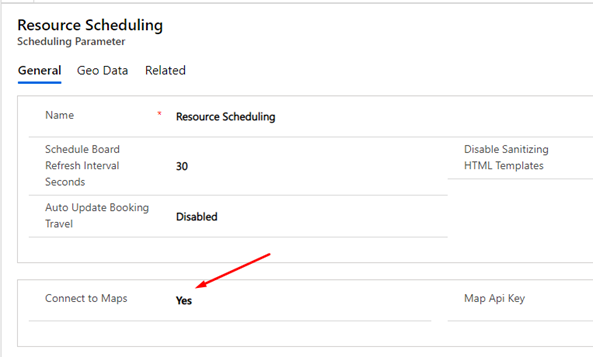 Resource Scheduling
Scheduling Parameter
General Geo Data Related
Name * Resource Scheduling
Schedule Board
Refresh Interval
Seconds
30
Disable Sanitizing
HTML Templates
Auto Update Booking
Travel
Disabled
Connect to Maps Yes Map Api Key